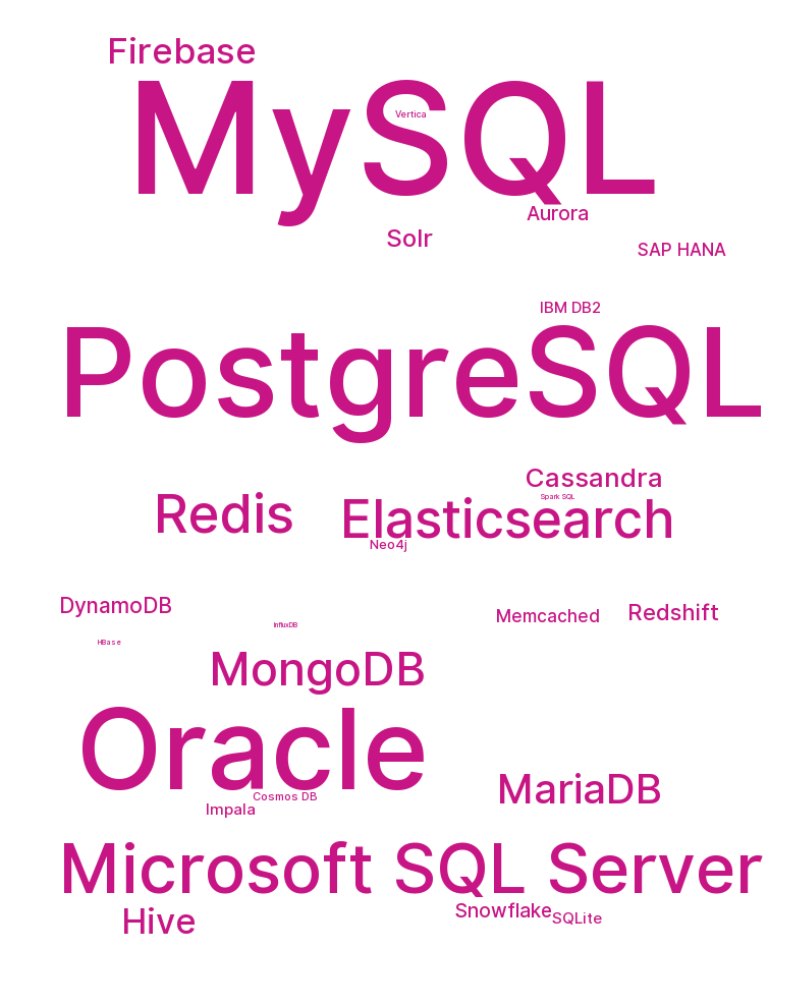 Firebase
MySQL
Vertica
Aurora
Solr
SAP HANA
IBM DB2
PostgreSQL
Cassandra
Spark SQL
Redis
Elasticsearch
Neo4j
DynamoDB
Memcached
Redshift
InfluxDB
HBase
MongoDB
Oracle
MariaDB
Cosmos DB
Impala
Microsoft SQL Server
Snowflake
SQLite
Hive